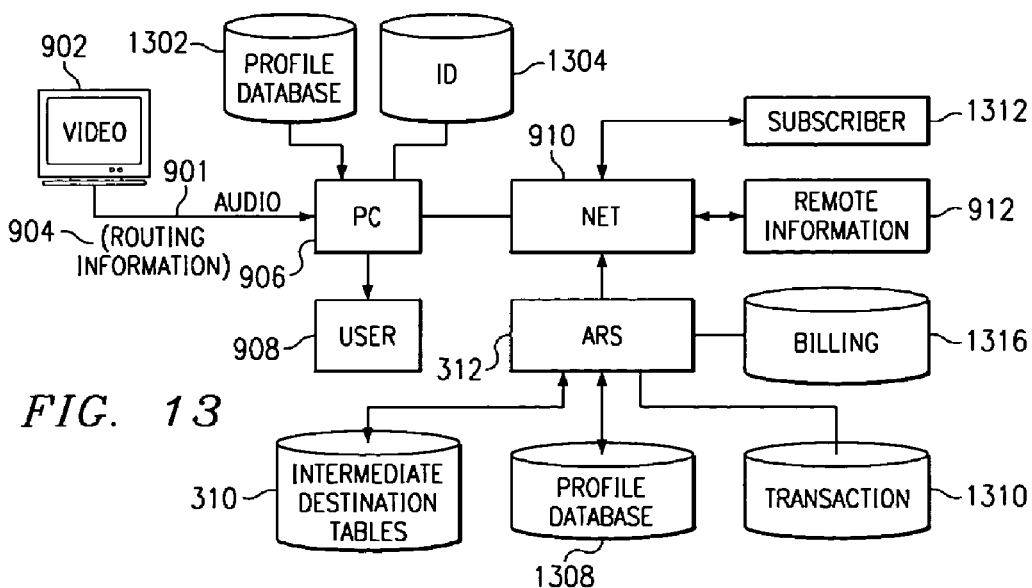 902
1302
PROFILE
DATABASE
ID
1304
VIDEO
901
AUDIO
904
(ROUTING
INFORMATION)
PC
906
910
NET
SUBSCRIBER
1312
REMOTE
INFORMATION
912
USER
908
ARS
312
BILLING
1316
FIG. 13
310
INTERMEDIATE
DESTINATION
TABLES
PROFILE
DATABASE
1308
TRANSACTION
1310